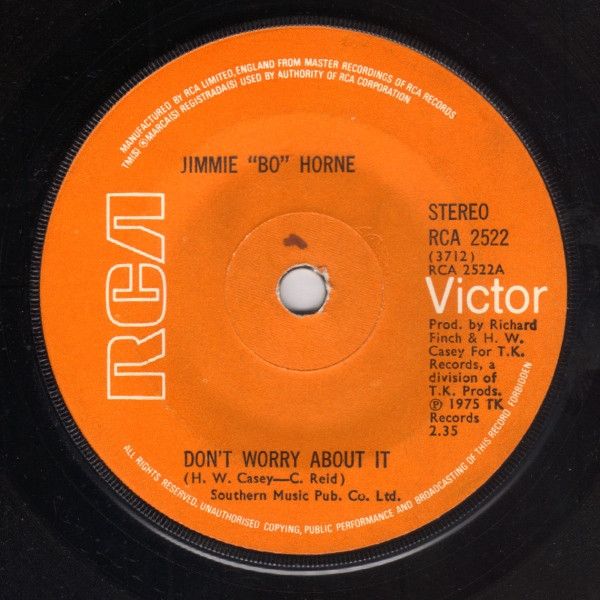 MANUFACTURED BY RCA LIMITED, ENGLAND FROM MASTER RECORDINGS OF RCA RECORDS
TM(S) ® MARCA(S) REGISTRADA(S) USED BY AUTHORITY OF RCA CORPORATION
JIMMIE "BO" HORNE
RCA
STEREO
RCA 2522
(3712)
RCA 2522A
Victor
Prod. by Richard
Finch & H. W.
Casey For T.K.
Records, a
division of
T.K. Prods.
℗ 1975 TK
Records
2.35
DON'T WORRY ABOUT IT
(H. W. Casey—C. Reid)
Southern Music Pub. Co. Ltd.
ALL RIGHTS RESERVED. UNAUTHORISED COPYING, PUBLIC PERFORMANCE AND BROADCASTING OF THIS RECORD FORBIDDEN